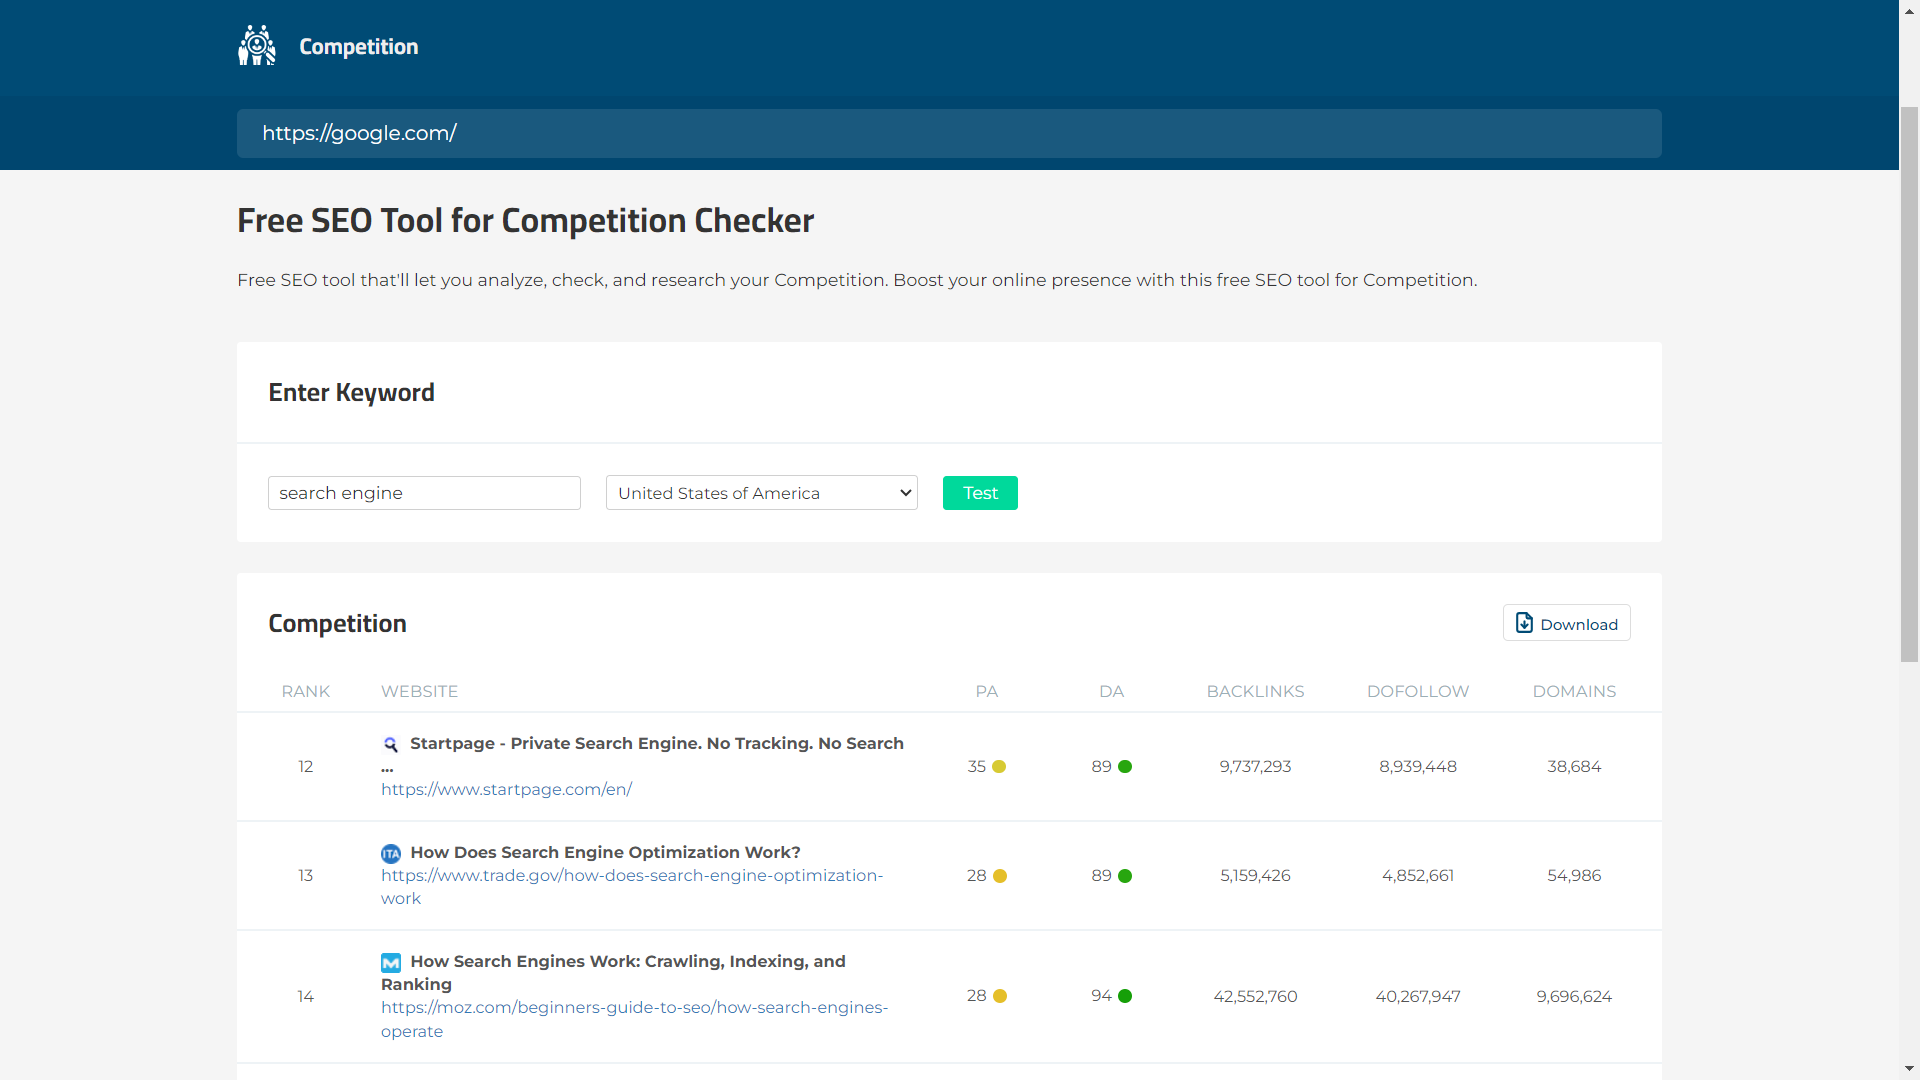 Competition
https://google.com/
Free SEO Tool for Competition Checker
Free SEO tool that'll let you analyze, check, and research your Competition. Boost your online presence with this free SEO tool for Competition.
Enter Keyword
search engine
United States of America
Test
Competition
Download
RANK WEBSITE PA DA BACKLINKS DOFOLLOW DOMAINS
Startpage - Private Search Engine. No Tracking. No Search
...
12 35 89 9,737,293 8,939,448 38,684
https://www.startpage.com/en/
ITA How Does Search Engine Optimization Work?
13 https://www.trade.gov/how-does-search-engine-optimization- 28 89 5,159,426 4,852,661 54,986
work
M How Search Engines Work: Crawling, Indexing, and
Ranking
14 28 94 42,552,760 40,267,947 9,696,624
https://moz.com/beginners-guide-to-seo/how-search-engines-
operate